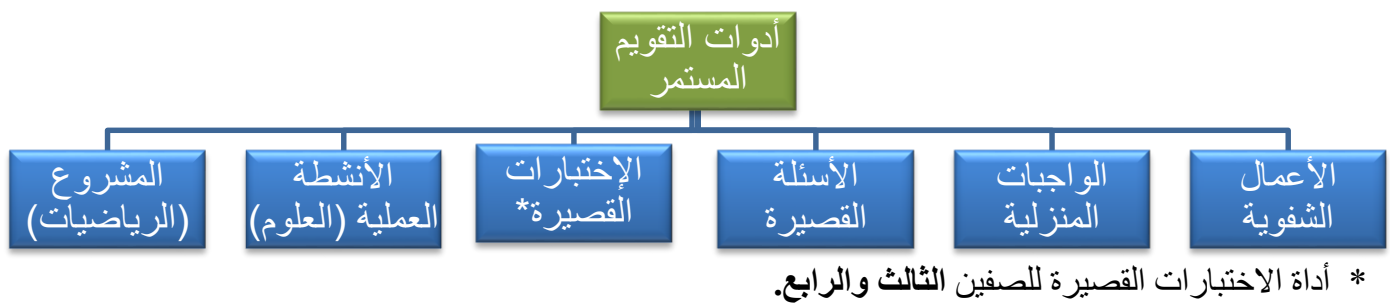 أدوات التقويم
المستمر
الأعمال
الشفوية
الواجبات
المنزلية
الأسئلة
القصيرة
الإختبارات
القصيرة*
الأنشطة
العملية (العلوم)
المشروع
(الرياضيات)
* أداة الاختبارات القصيرة للصفين الثالث والرابع.